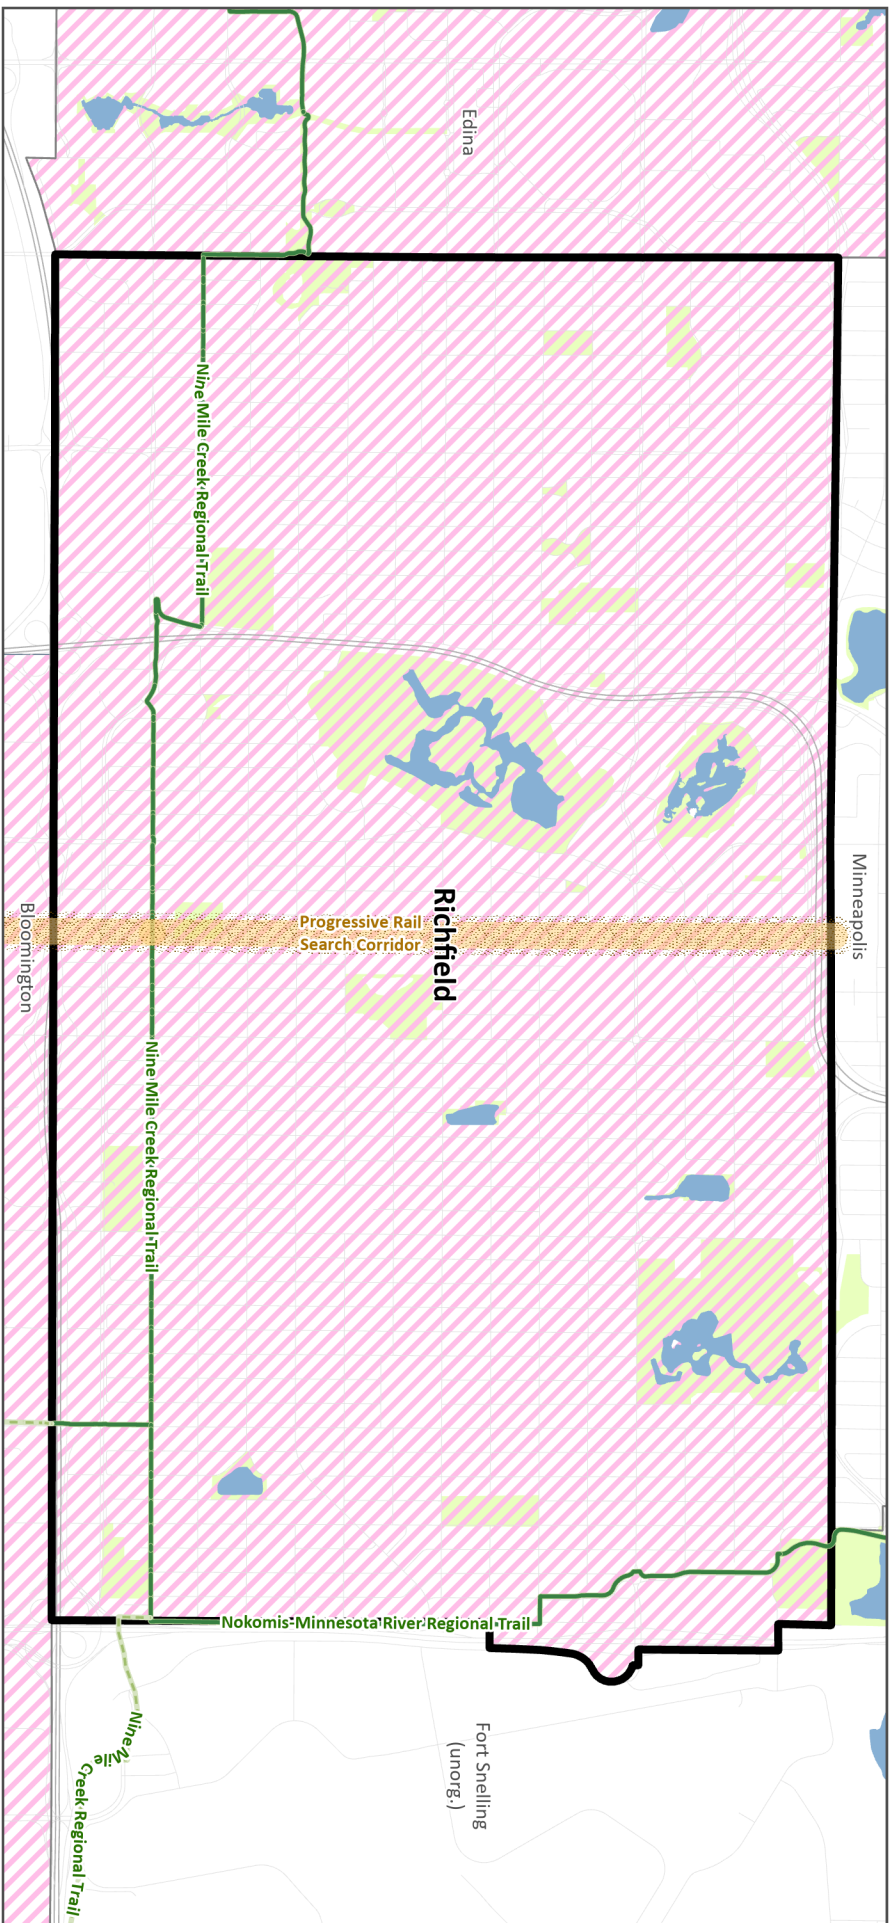 Edina
Nine Mile Creek Regional Trail
Minneapolis
Richfield
Progressive Rail
Search Corridor
Bloomington
Nine Mile Creek Regional Trail
Nokomis-Minnesota River Regional Trail
Fort Snelling
(unorg.)
Nine Mile
Creek Regional Trail